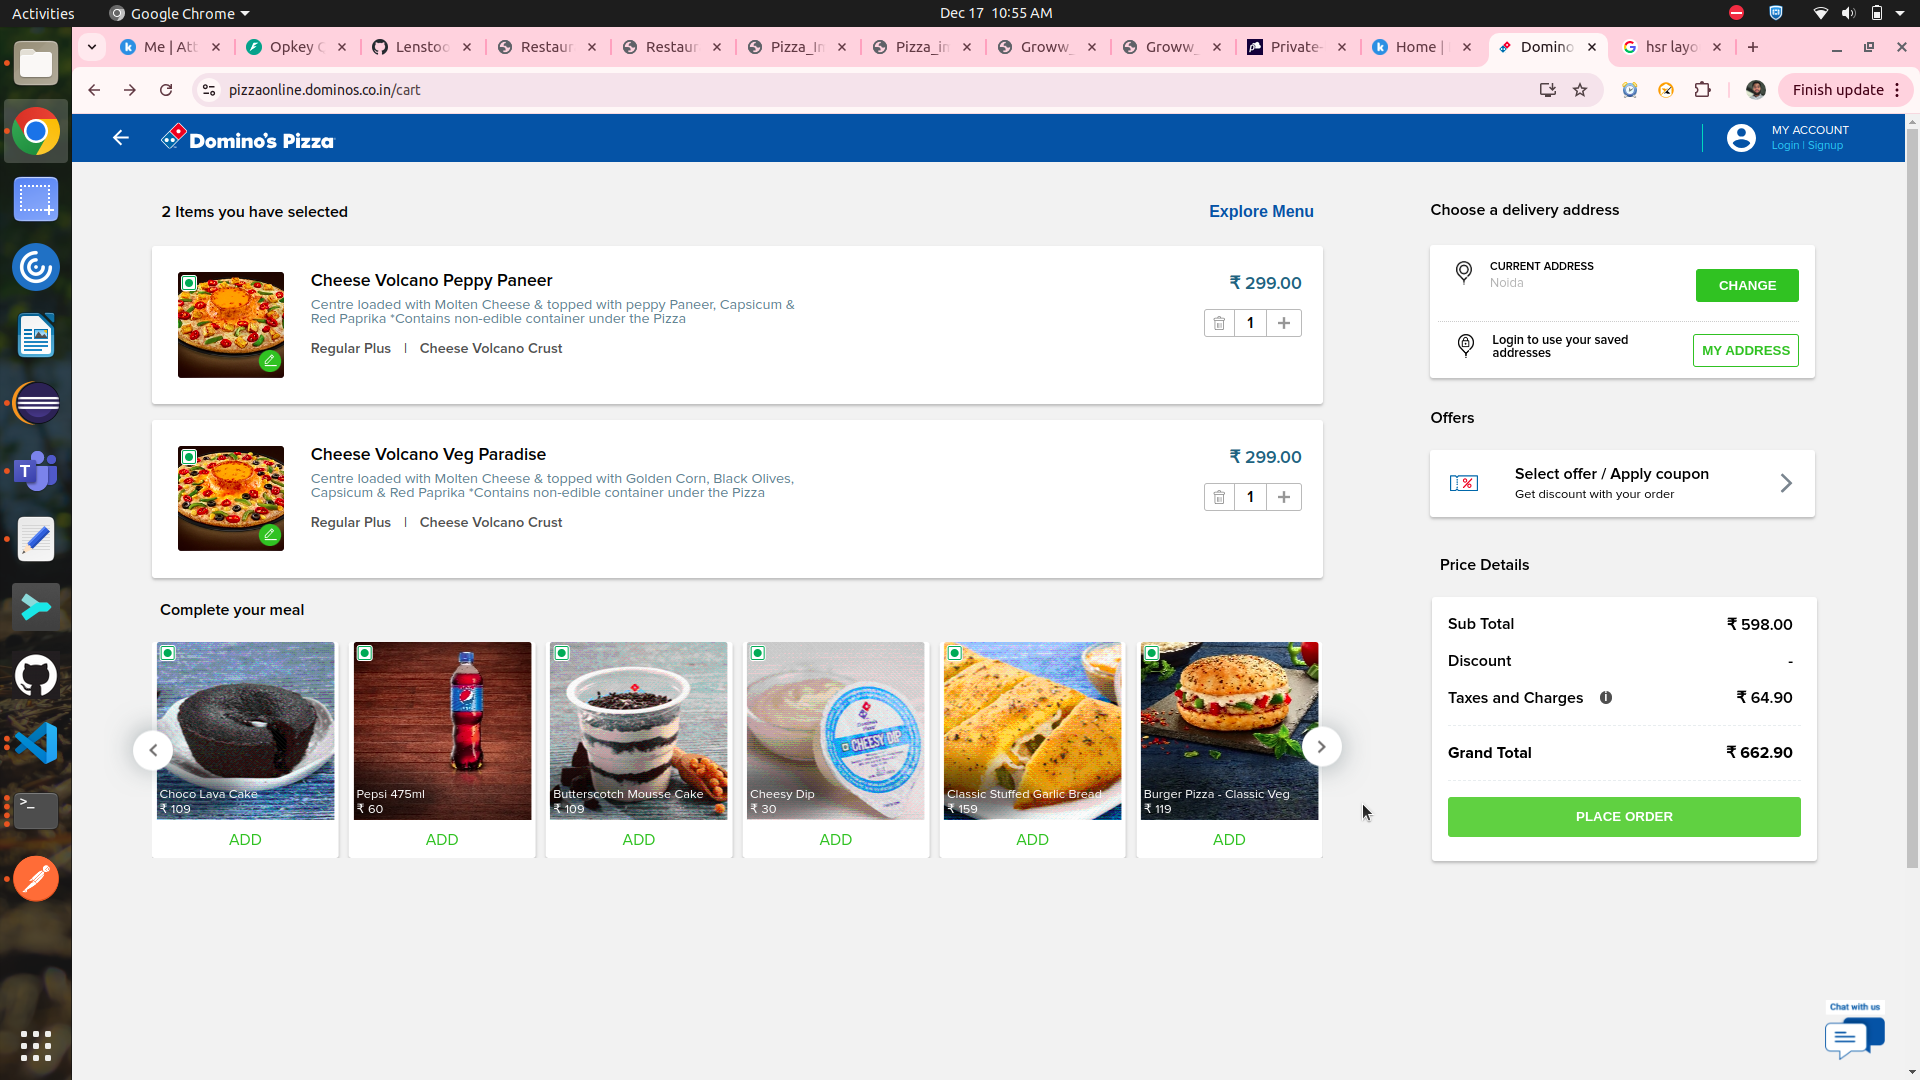 Activities
Google Chrome
Dec 17 10:55 AM
Me | Att
Opkey
Lenstoo
Restaur
Restaur
Pizza_In
Pizza_in
Groww_
Groww_
Private-
Home |
Domino
hsr layo
pizzaonline.dominos.co.in/cart
Finish update
Domino's Pizza
MY ACCOUNT
Login | Signup
2 Items you have selected
Explore Menu
Cheese Volcano Peppy Paneer
₹ 299.00
Centre loaded with Molten Cheese & topped with peppy Paneer, Capsicum &
Red Paprika *Contains non-edible container under the Pizza
1
Regular Plus | Cheese Volcano Crust
Cheese Volcano Veg Paradise
₹ 299.00
Centre loaded with Molten Cheese & topped with Golden Corn, Black Olives,
Capsicum & Red Paprika *Contains non-edible container under the Pizza
1
Regular Plus | Cheese Volcano Crust
Complete your meal
Choco Lava Cake
₹ 109
ADD
Pepsi 475ml
₹ 60
ADD
Butterscotch Mousse Cake
₹ 109
ADD
CHEESY DIP
Cheesy Dip
₹ 30
ADD
Classic Stuffed Garlic Bread
₹ 159
ADD
Burger Pizza - Classic Veg
₹ 119
ADD
Choose a delivery address
CURRENT ADDRESS
Noida
CHANGE
Login to use your saved
addresses
MY ADDRESS
Offers
Select offer / Apply coupon
Get discount with your order
Price Details
Sub Total ₹ 598.00
Discount -
Taxes and Charges ₹ 64.90
Grand Total ₹ 662.90
PLACE ORDER
Chat with us